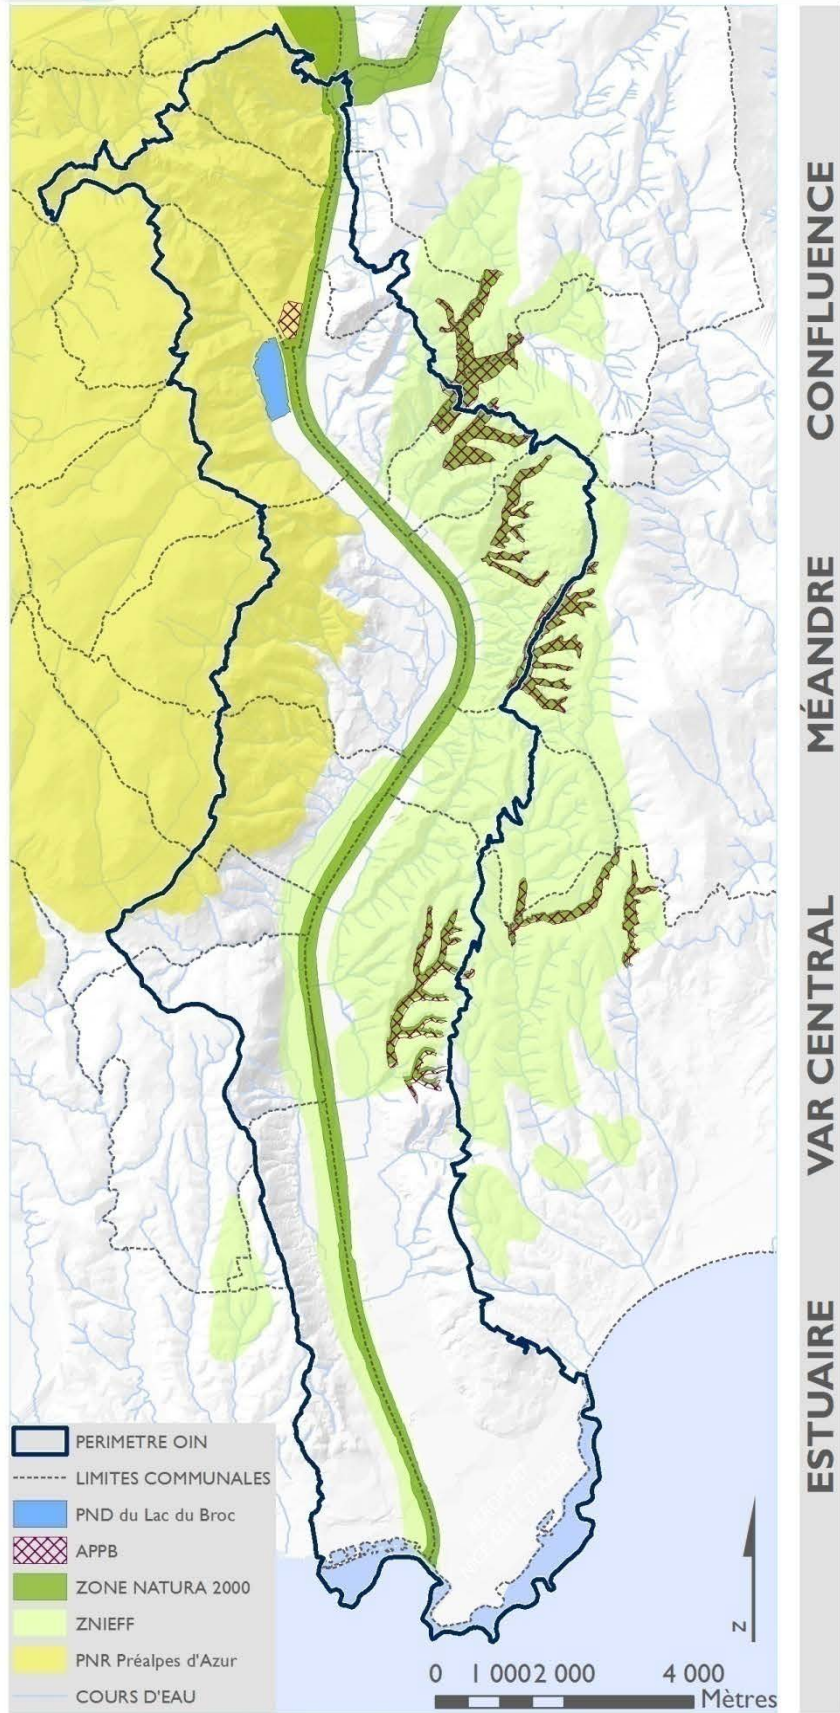 CONFLUENCE
MÉANDRE
VAR CENTRAL
ESTUAIRE
PERIMETRE OIN
LIMITES COMMUNALES
PND du Lac du Broc
APPB
ZONE NATURA 2000
ZNIEFF
PNR Préalpes d'Azur
COURS D'EAU
N
0 1 000 2 000 4 000
Mètres